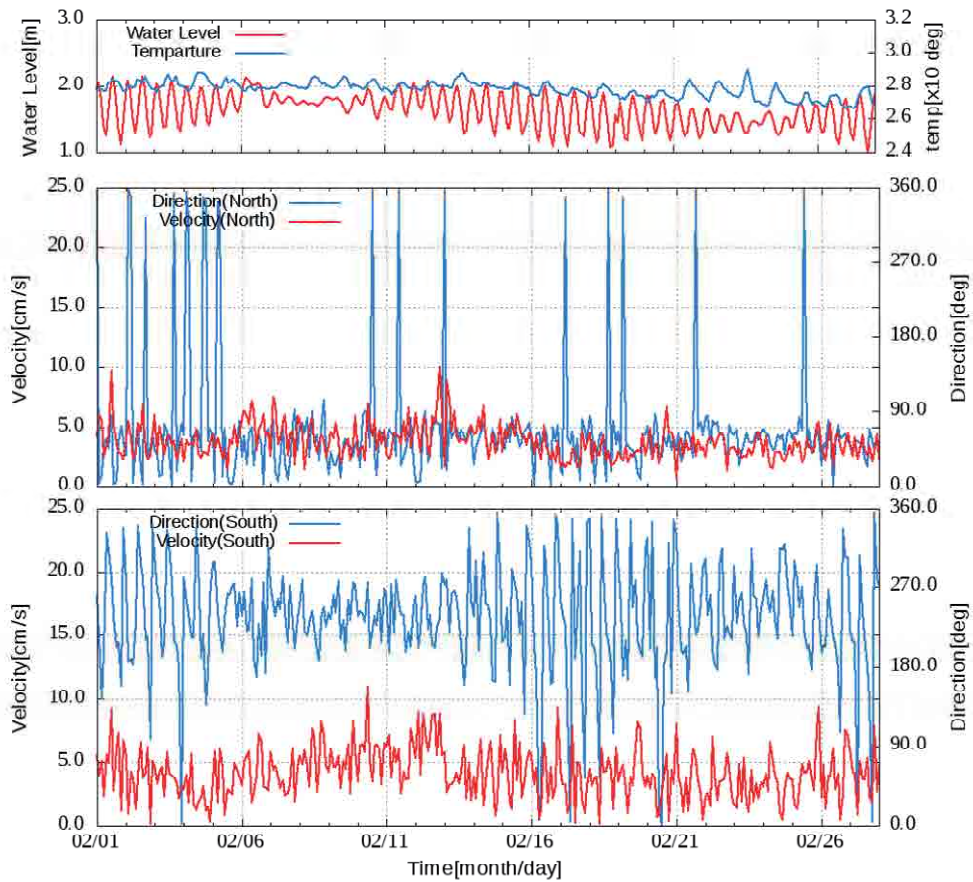 3.0 3.2
Water Level
Temparture
3.0
2.0 2.8
2.6
1.0 2.4
Water Level[m]
temp[x10 deg]
25.0 360.0
Direction(North)
Velocity(North)
20.0
270.0
15.0
180.0
10.0
90.0
5.0
0.0 0.0
Velocity[cm/s]
Direction[deg]
25.0 360.0
Direction(South)
Velocity(South)
20.0
270.0
15.0
180.0
10.0
90.0
5.0
0.0 0.0
Velocity[cm/s]
Direction[deg]
02/01 02/06 02/11 02/16 02/21 02/26
Time[month/day]